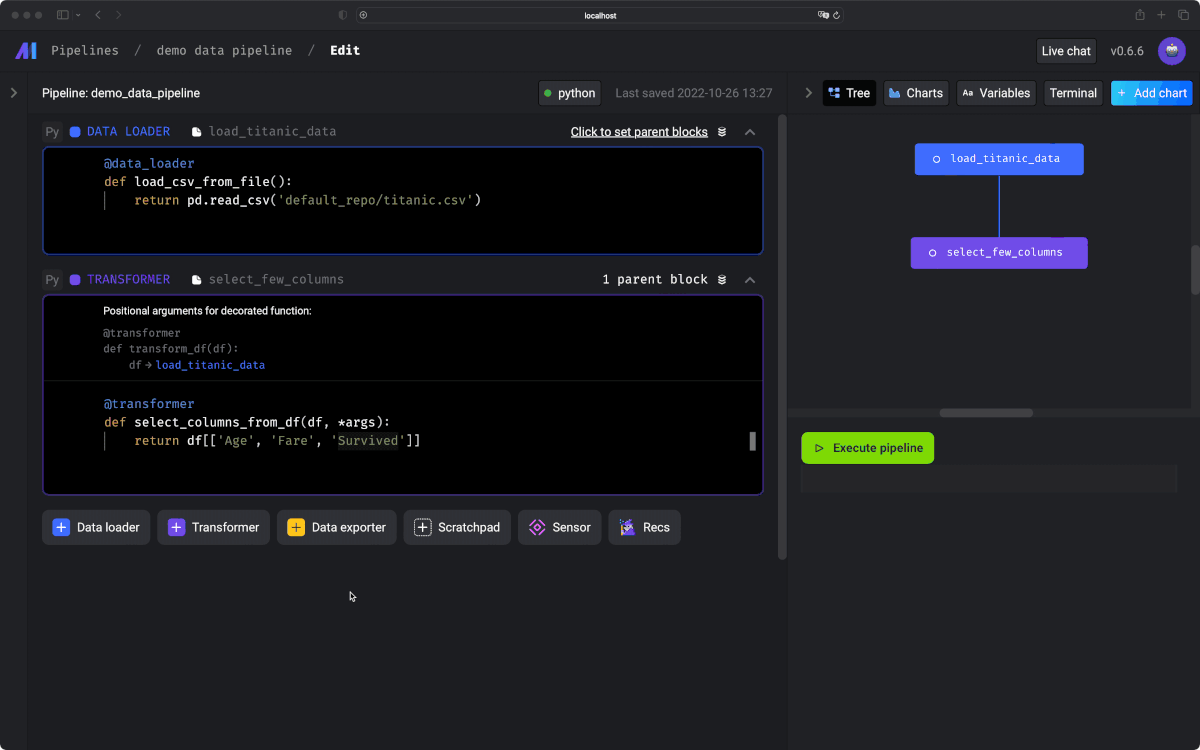 localhost
Pipelines / demo data pipeline / Edit
Live chat
v0.6.6
Pipeline: demo_data_pipeline
python
Last saved 2022-10-26 13:27
Tree
Charts
Aa Variables
Terminal
+ Add chart
Py DATA LOADER load_titanic_data
Click to set parent blocks
@data_loader
def load_csv_from_file():
return pd.read_csv('default_repo/titanic.csv')
Py TRANSFORMER select_few_columns
1 parent block
Positional arguments for decorated function:
@transformer
def transform_df(df):
df → load_titanic_data
@transformer
def select_columns_from_df(df, *args):
return df[['Age', 'Fare', 'Survived']]
+ Data loader
+ Transformer
+ Data exporter
+ Scratchpad
Sensor
Recs
load_titanic_data
select_few_columns
Execute pipeline